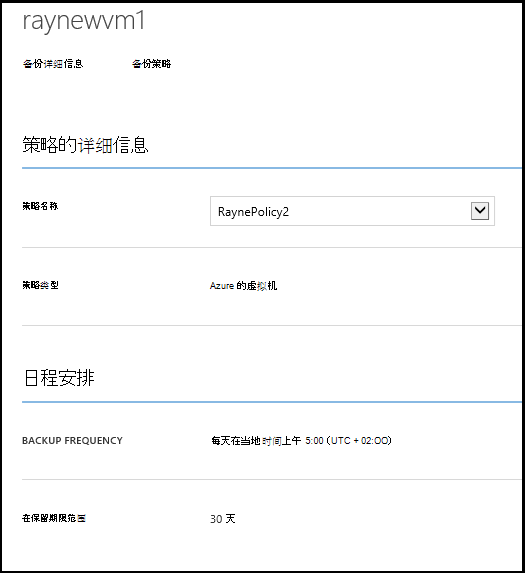 raynewvm1
备份详细信息 备份策略
策略的详细信息
策略名称 RaynePolicy2
策略类型 Azure 的虚拟机
日程安排
BACKUP FREQUENCY 每天在当地时间上午 5:00 (UTC + 02:OO)
在保留期限范围 30 天